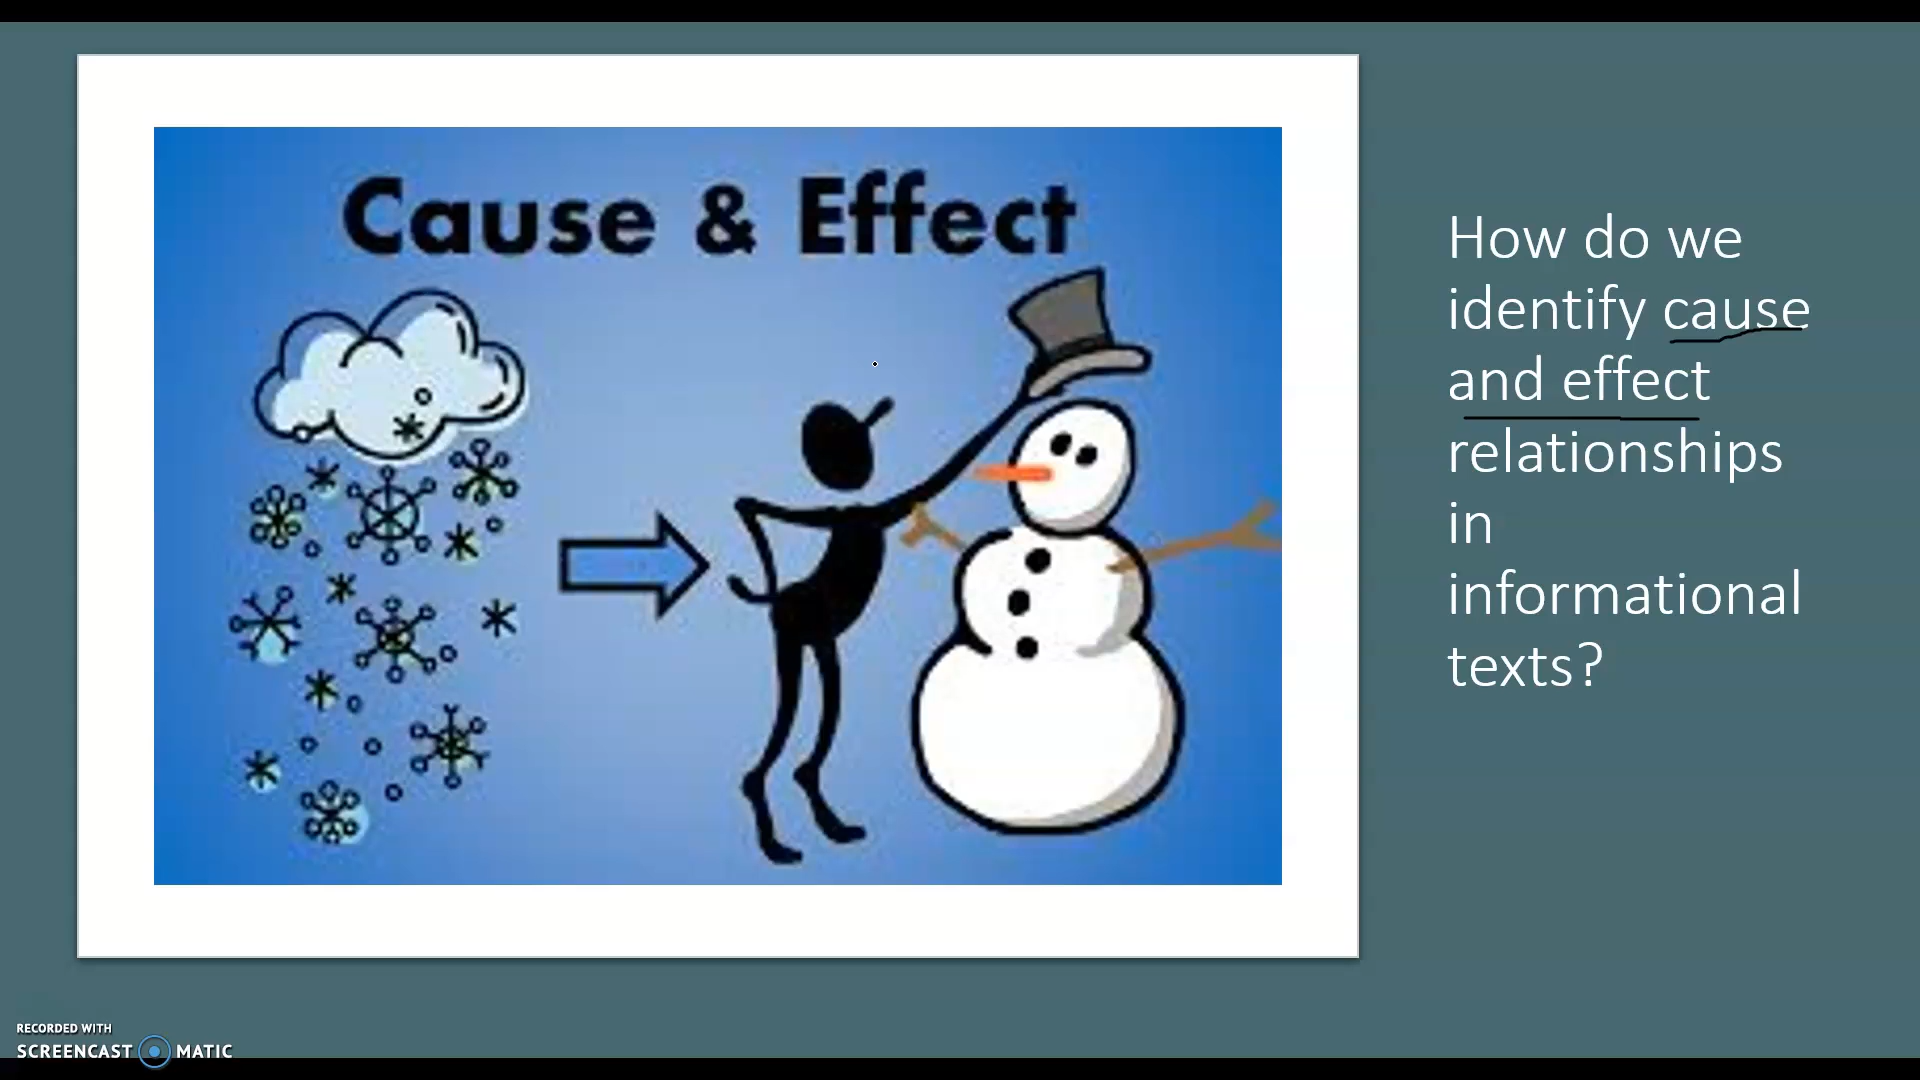 Cause & Effect
How do we
identify cause
and effect
relationships
in
informational
texts?
RECORDED WITH
SCREENCAST MATIC